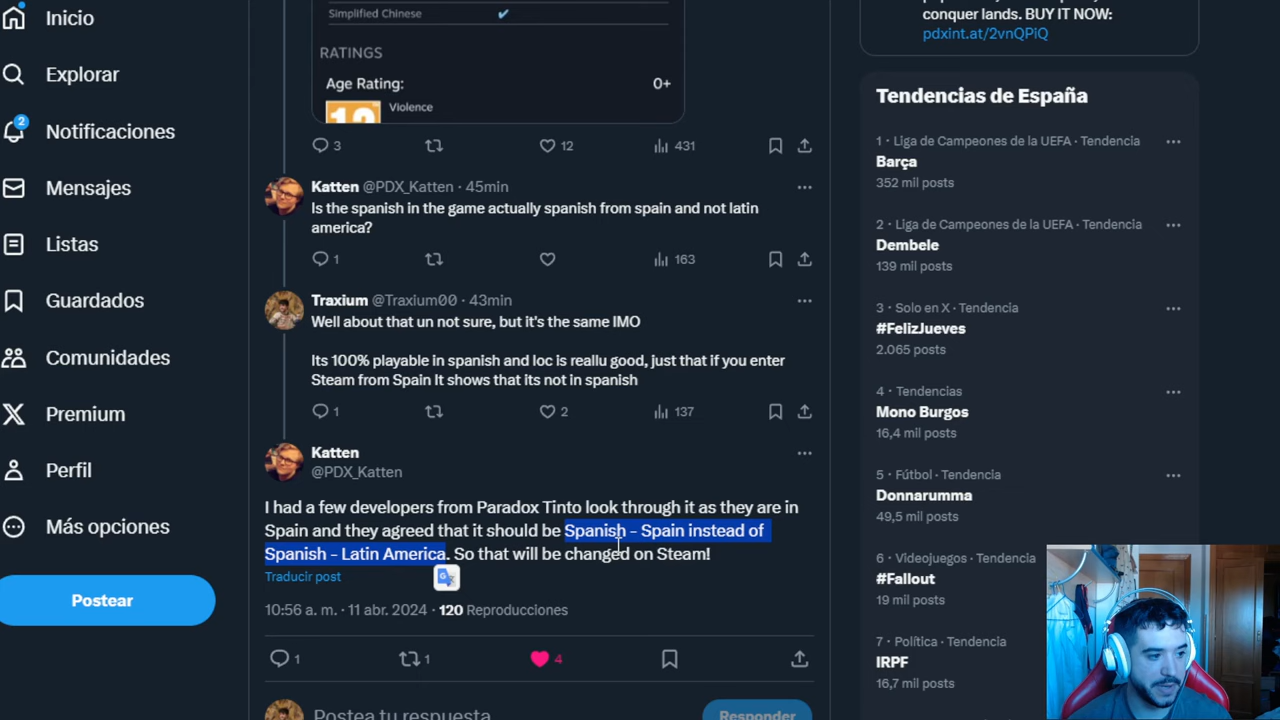 Inicio
Explorar
2
Notificaciones
Mensajes
Listas
Guardados
Comunidades
Premium
Perfil
Más opciones
Postear
Simplified Chinese ✔
RATINGS
Age Rating: 0+
12 Violence
3 12 431
Katten @PDX_Katten · 45min
Is the spanish in the game actually spanish from spain and not latin
america?
1 163
Traxium @Traxium00 · 43min
Well about that un not sure, but it's the same IMO
Its 100% playable in spanish and loc is reallu good, just that if you enter
Steam from Spain It shows that its not in spanish
1 2 137
Katten
@PDX_Katten
I had a few developers from Paradox Tinto look through it as they are in
Spain and they agreed that it should be Spanish - Spain instead of
Spanish - Latin America. So that will be changed on Steam!
Traducir post
10:56 a. m. · 11 abr. 2024 · 120 Reproducciones
1 1 4
Postea tu respuesta
Responder
conquer lands. BUY IT NOW:
pdxint.at/2vnQPiQ
Tendencias de España
1 · Liga de Campeones de la UEFA · Tendencia
Barça
352 mil posts
2 · Liga de Campeones de la UEFA · Tendencia
Dembele
139 mil posts
3 · Solo en X · Tendencia
#FelizJueves
2.065 posts
4 · Tendencias
Mono Burgos
16,4 mil posts
5 · Fútbol · Tendencia
Donnarumma
49,5 mil posts
6 · Videojuegos · Tendencia
#Fallout
19 mil posts
7 · Política · Tendencia
IRPF
16,7 mil posts